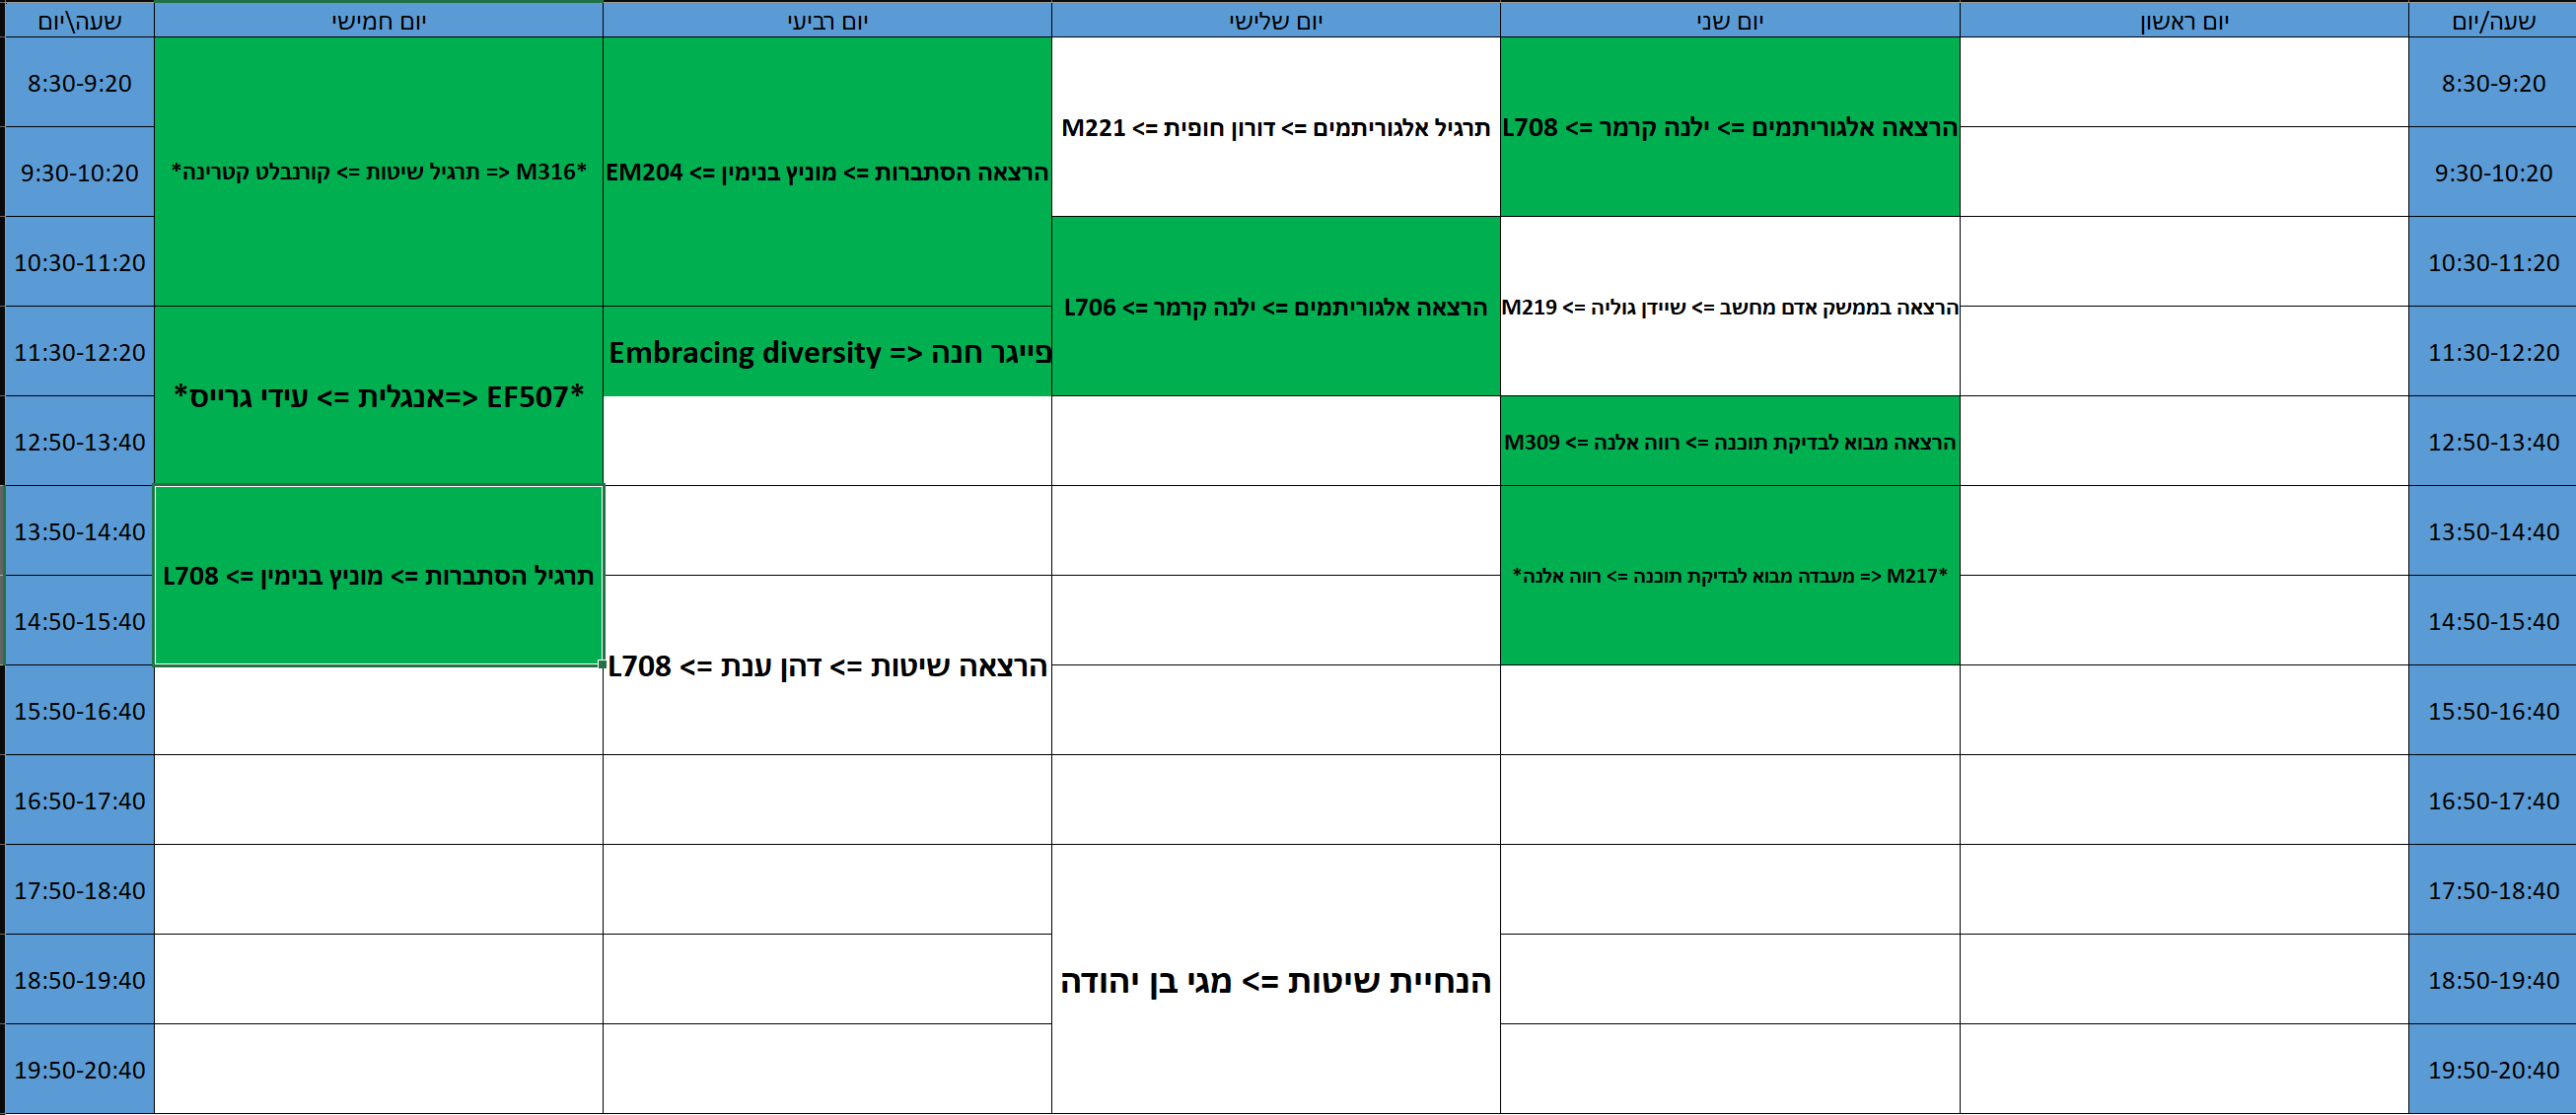 שעה/יום
יום ראשון
יום שני
יום שלישי
יום רביעי
יום חמישי
שעה\יום
8:30-9:20
הרצאה אלגוריתמים => ילנה קרמר => L708
תרגיל אלגוריתמים => דורון חופית => M221
הרצאה הסתברות => מוניץ בנימין => EM204
*M316 <= תרגיל שיטות => קורנבלט קטרינה*
8:30-9:20
9:30-10:20
9:30-10:20
10:30-11:20
הרצאה בממשק אדם מחשב => שיידן גוליה => M219
הרצאה אלגוריתמים => ילנה קרמר => L706
10:30-11:20
11:30-12:20
פייגר חנה => Embracing diversity
*EF507 <=אנגלית => עידי גרייס*
11:30-12:20
12:50-13:40
הרצאה מבוא לבדיקת תוכנה => רווה אלנה => M309
12:50-13:40
13:50-14:40
*M217 <= מעבדה מבוא לבדיקת תוכנה => רווה אלנה*
תרגיל הסתברות => מוניץ בנימין => L708
13:50-14:40
14:50-15:40
הרצאה שיטות => דהן ענת => L708
14:50-15:40
15:50-16:40
15:50-16:40
16:50-17:40
16:50-17:40
17:50-18:40
הנחיית שיטות => מגי בן יהודה
17:50-18:40
18:50-19:40
18:50-19:40
19:50-20:40
19:50-20:40